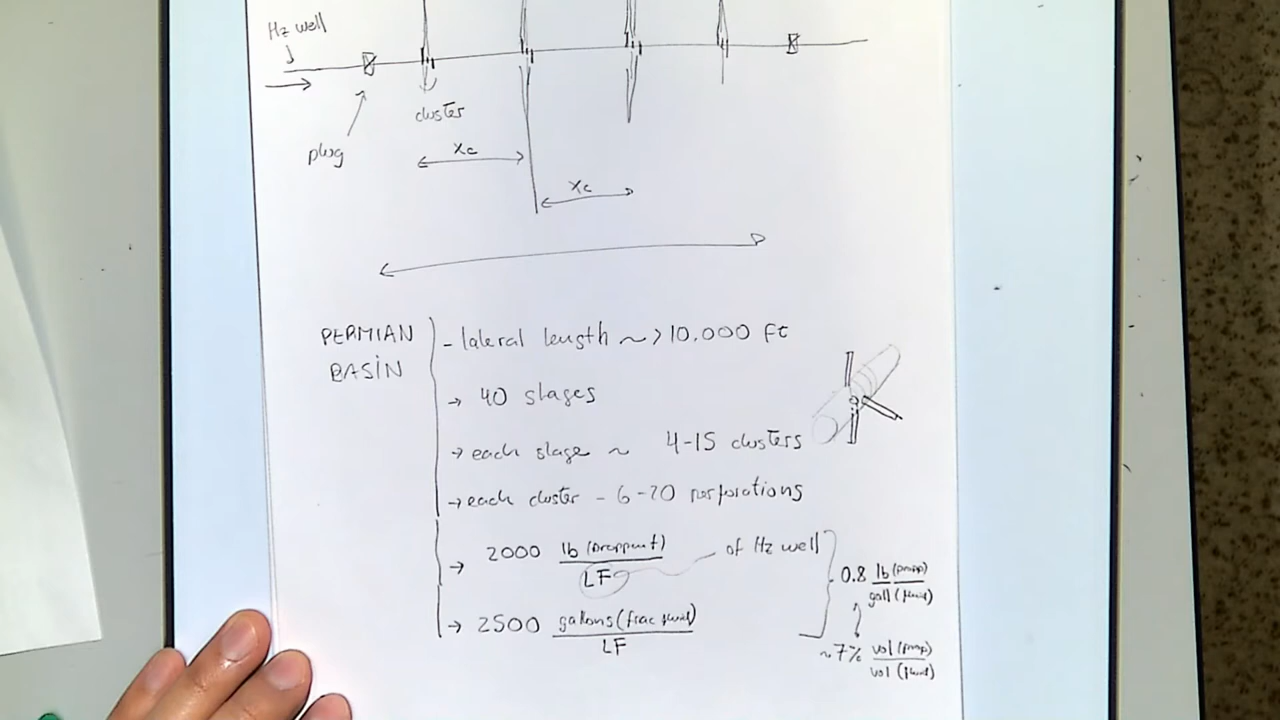 Hz well
plug
cluster
xc
xc
PERMIAN
BASIN
- lateral length ~ > 10.000 Ft
→ 40 stages
→ each stage ~ 4-15 clusters
→ each cluster - 6-20 perforations
→ 2000 lb (proppant) / LF of Hz well
→ 2500 gallons (frac fluid) / LF
0.8 lb (prop) / gall (fluid)
~7% vol (prop) / vol (fluid)